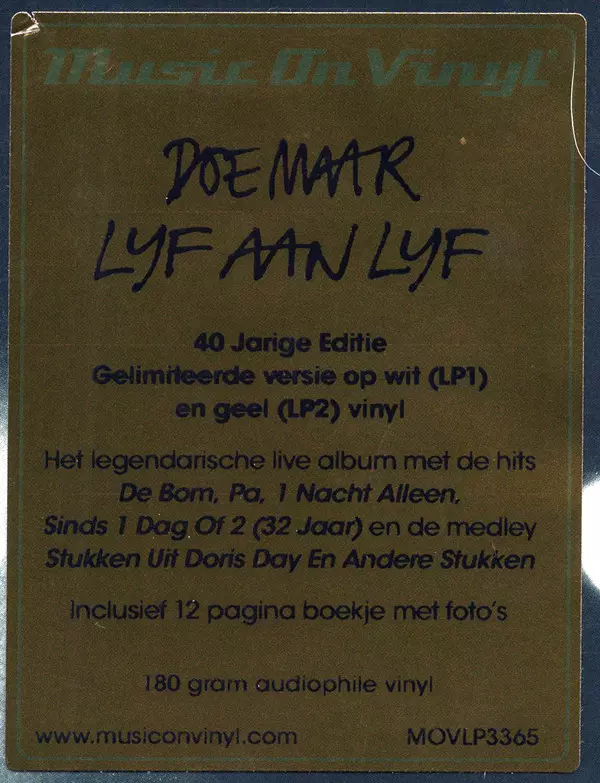 Music On Vinyl
DOE MAAR
LYF AAN LYF
40 Jarige Editie
Gelimiteerde versie op wit (LP1)
en geel (LP2) vinyl
Het legendarische live album met de hits
De Bom, Pa, 1 Nacht Alleen,
Sinds 1 Dag Of 2 (32 Jaar) en de medley
Stukken Uit Doris Day En Andere Stukken
Inclusief 12 pagina boekje met foto's
180 gram audiophile vinyl
www.musiconvinyl.com MOVLP3365